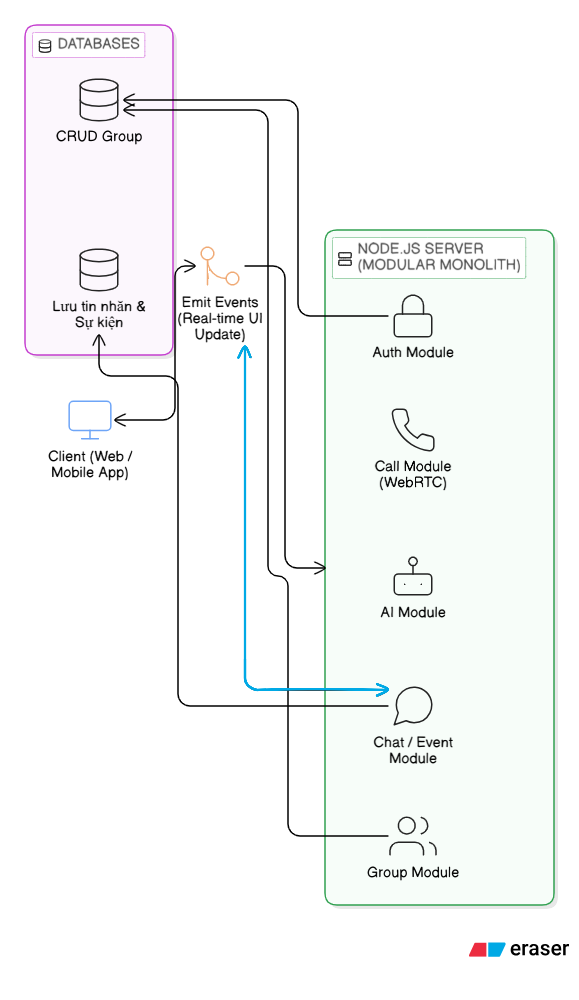 DATABASES
CRUD Group
Lưu tin nhắn &
Sự kiện
Emit Events
(Real-time UI
Update)
Client (Web /
Mobile App)
NODE.JS SERVER
(MODULAR MONOLITH)
Auth Module
Call Module
(WebRTC)
AI Module
Chat / Event
Module
Group Module
eraser